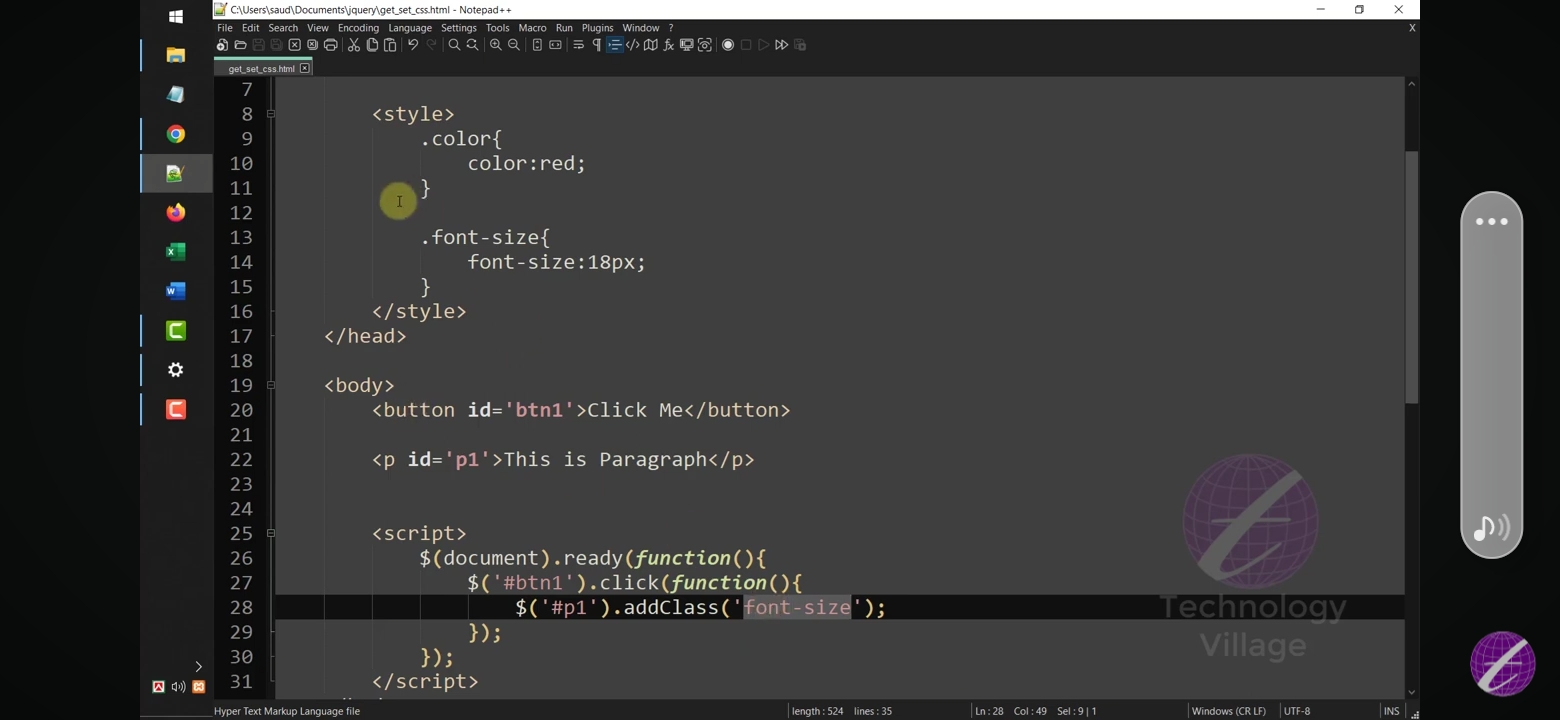 C:\Users\saud\Documents\jquery\get_set_css.html - Notepad++
File Edit Search View Encoding Language Settings Tools Macro Run Plugins Window ? X
get_set_css.html
7
8 <style>
9 .color{
10 color:red;
11 }
12
13 .font-size{
14 font-size:18px;
15 }
16 </style>
17 </head>
18
19 <body>
20 <button id='btn1'>Click Me</button>
21
22 <p id='p1'>This is Paragraph</p>
23
24
25 <script>
26 $(document).ready(function(){
27 $('#btn1').click(function(){
28 $('#p1').addClass('font-size');
29 });
30 });
31 </script>
Technology
Village
Hyper Text Markup Language file length : 524 lines : 35 Ln : 28 Col : 49 Sel : 9 | 1 Windows (CR LF) UTF-8 INS